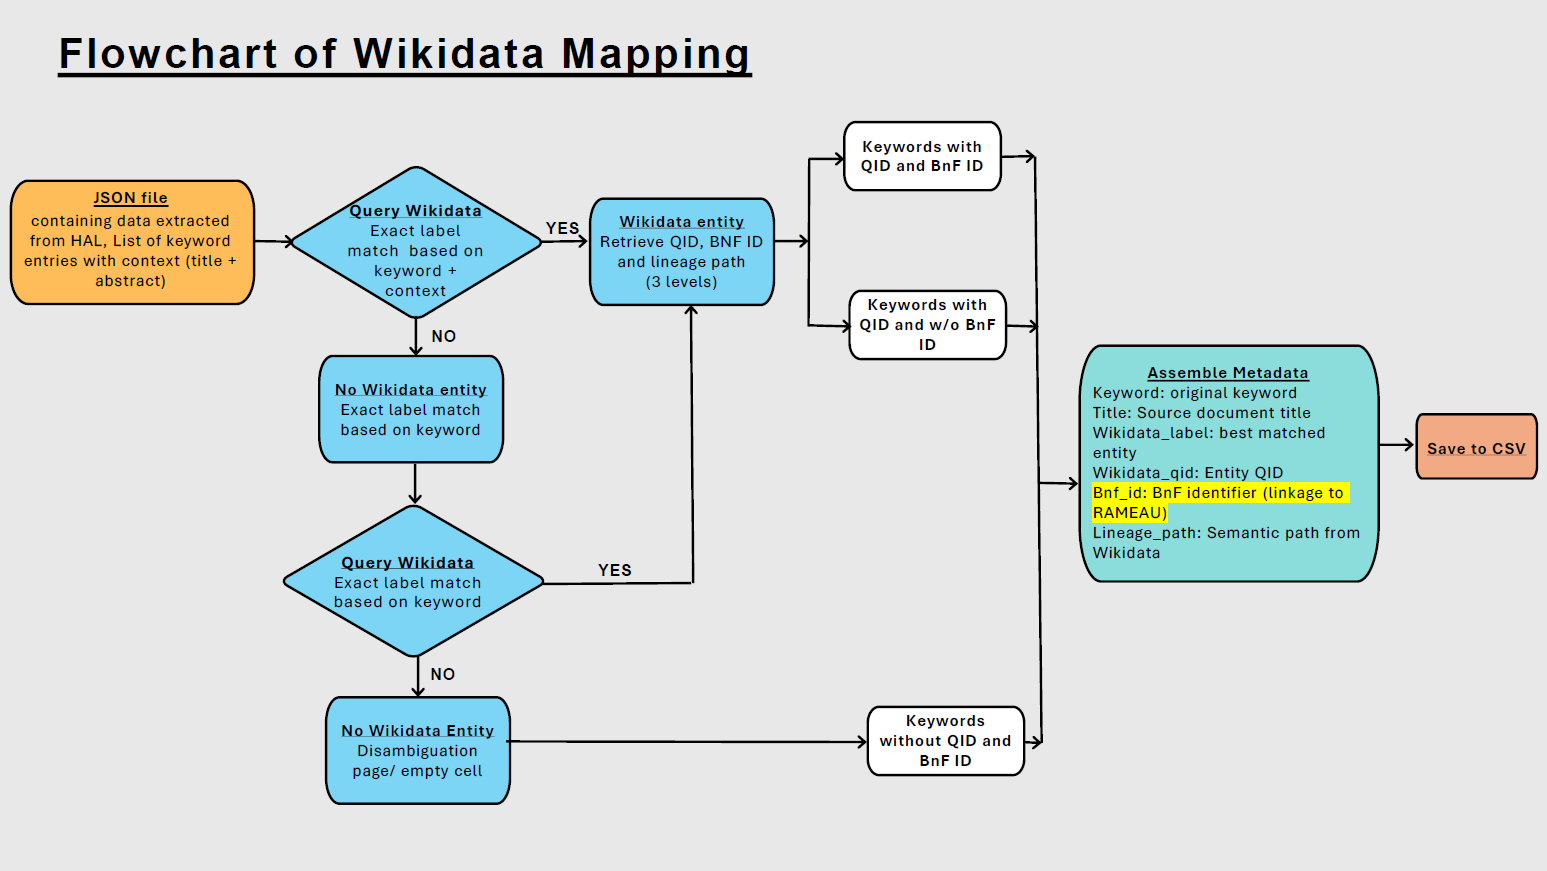 Flowchart of Wikidata Mapping
JSON file
containing data extracted
from HAL, List of keyword
entries with context (title +
abstract)
Query Wikidata
Exact label
match based on
keyword +
context
YES
Wikidata entity
Retrieve QID, BNF ID
and lineage path
(3 levels)
Keywords with
QID and BnF ID
Keywords with
QID and w/o BnF
ID
NO
No Wikidata entity
Exact label match
based on keyword
Query Wikidata
Exact label match
based on keyword
YES
NO
No Wikidata Entity
Disambiguation
page/ empty cell
Keywords
without QID and
BnF ID
Assemble Metadata
Keyword: original keyword
Title: Source document title
Wikidata_label: best matched
entity
Wikidata_qid: Entity QID
Bnf_id: BnF identifier (linkage to
RAMEAU)
Lineage_path: Semantic path from
Wikidata
Save to CSV